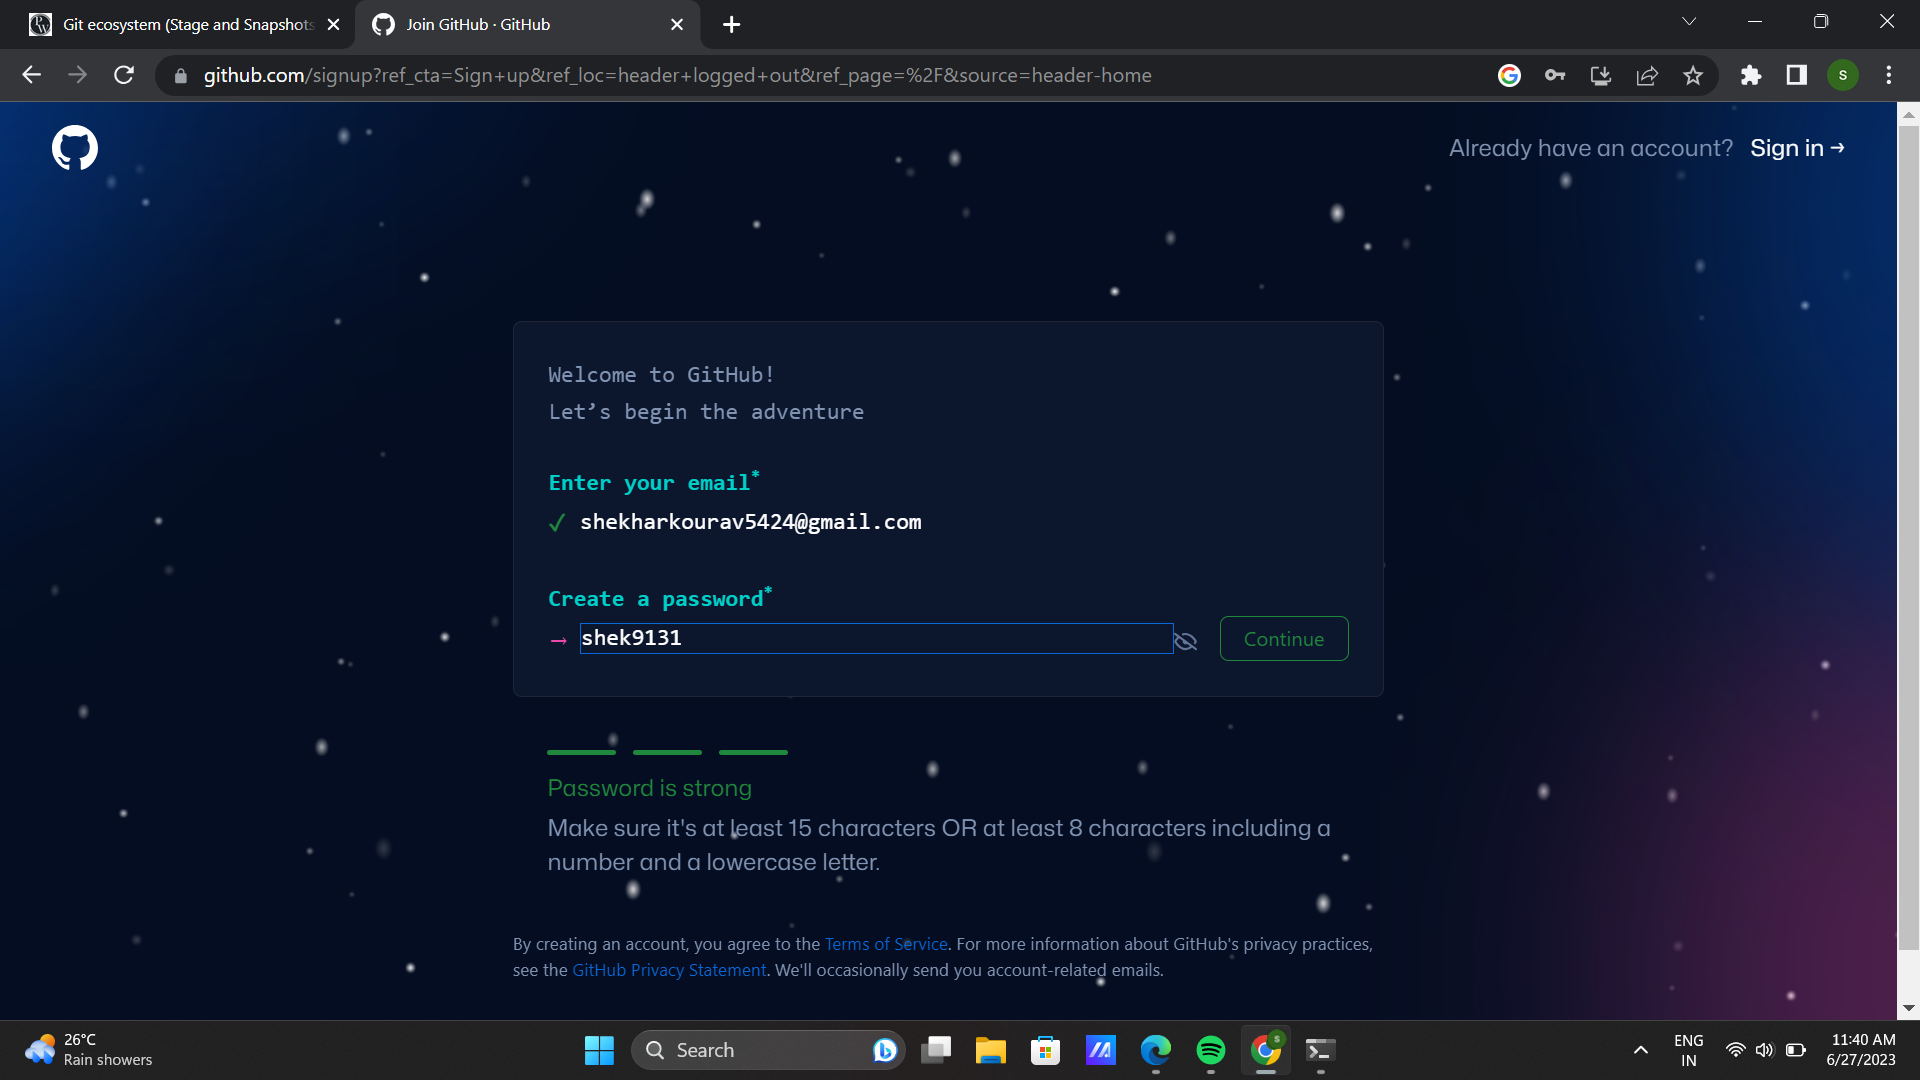 Git ecosystem (Stage and Snapshots
Join GitHub · GitHub
github.com/signup?ref_cta=Sign+up&ref_loc=header+logged+out&ref_page=%2F&source=header-home
S
Already have an account? Sign in →
Welcome to GitHub!
Let’s begin the adventure
Enter your email*
✓ shekharkourav5424@gmail.com
Create a password*
→ shek9131
Continue
Password is strong
Make sure it's at least 15 characters OR at least 8 characters including a
number and a lowercase letter.
By creating an account, you agree to the Terms of Service. For more information about GitHub's privacy practices,
see the GitHub Privacy Statement. We'll occasionally send you account-related emails.
26°C
Rain showers
Search
ENG
IN
11:40 AM
6/27/2023